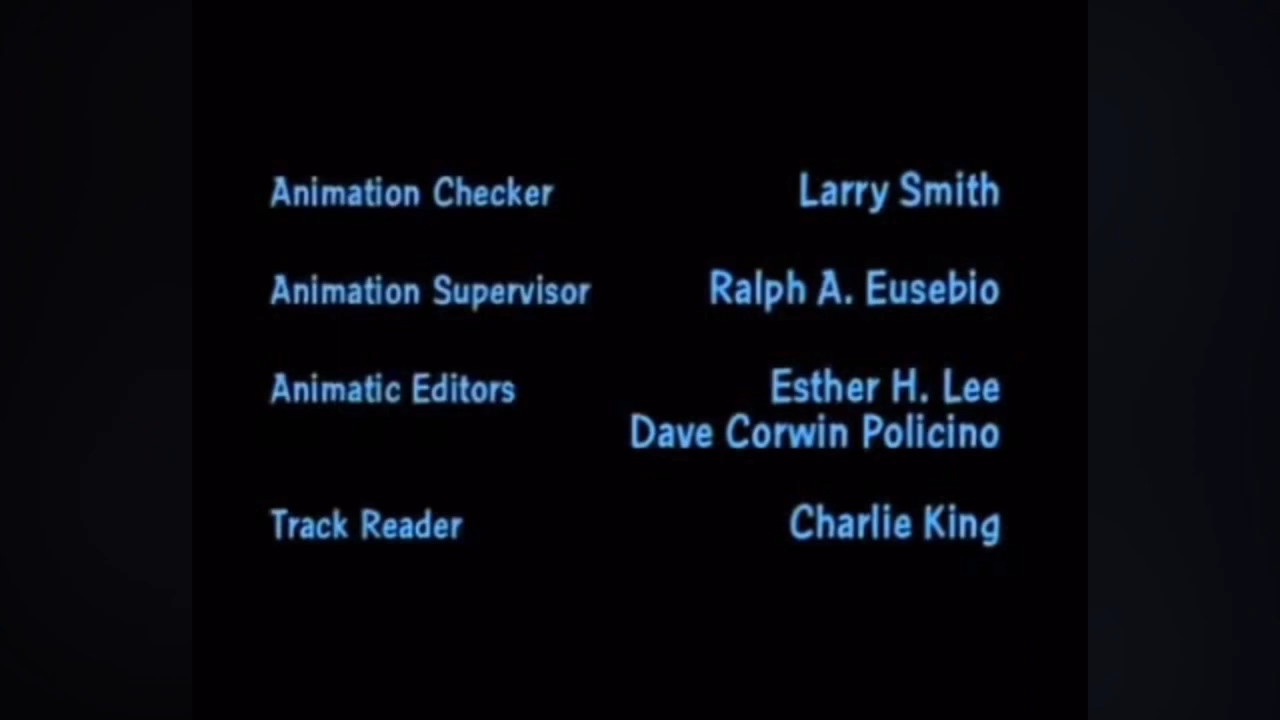 Animation Checker Larry Smith
Animation Supervisor Ralph A. Eusebio
Animatic Editors Esther H. Lee
Dave Corwin Policino
Track Reader Charlie King